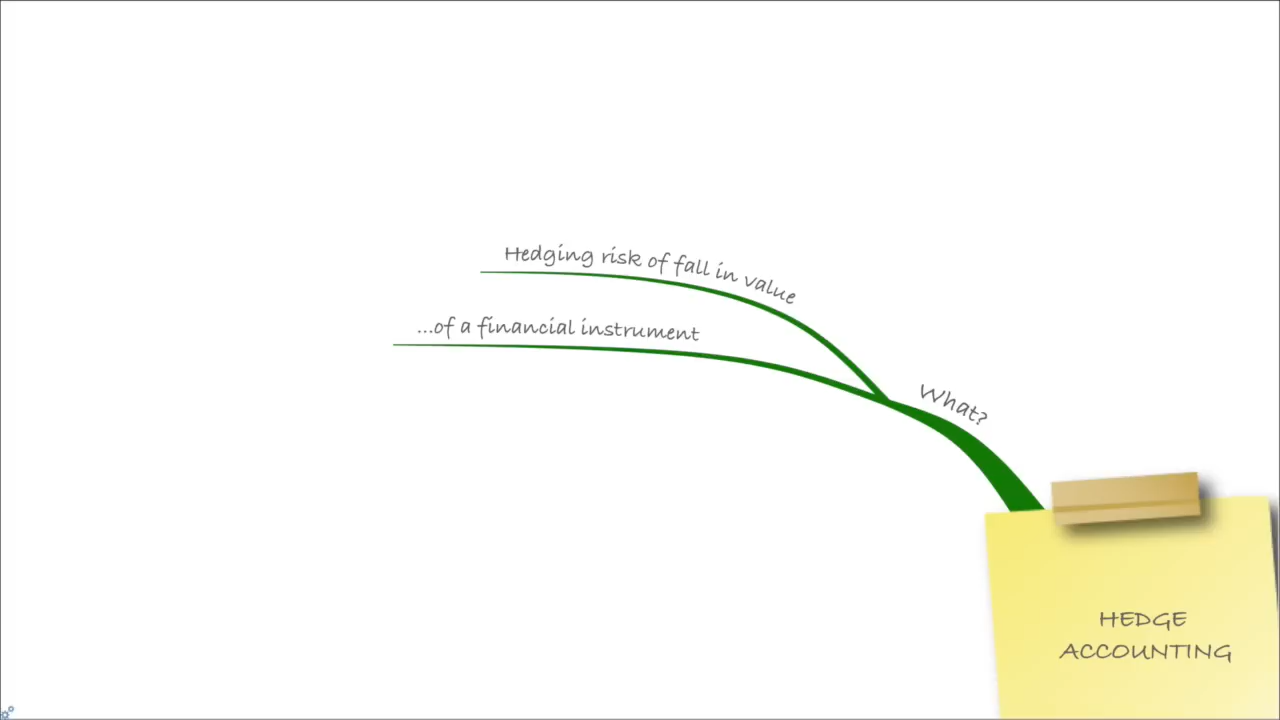 Hedging risk of fall in value
...of a financial instrument
What?
HEDGE
ACCOUNTING